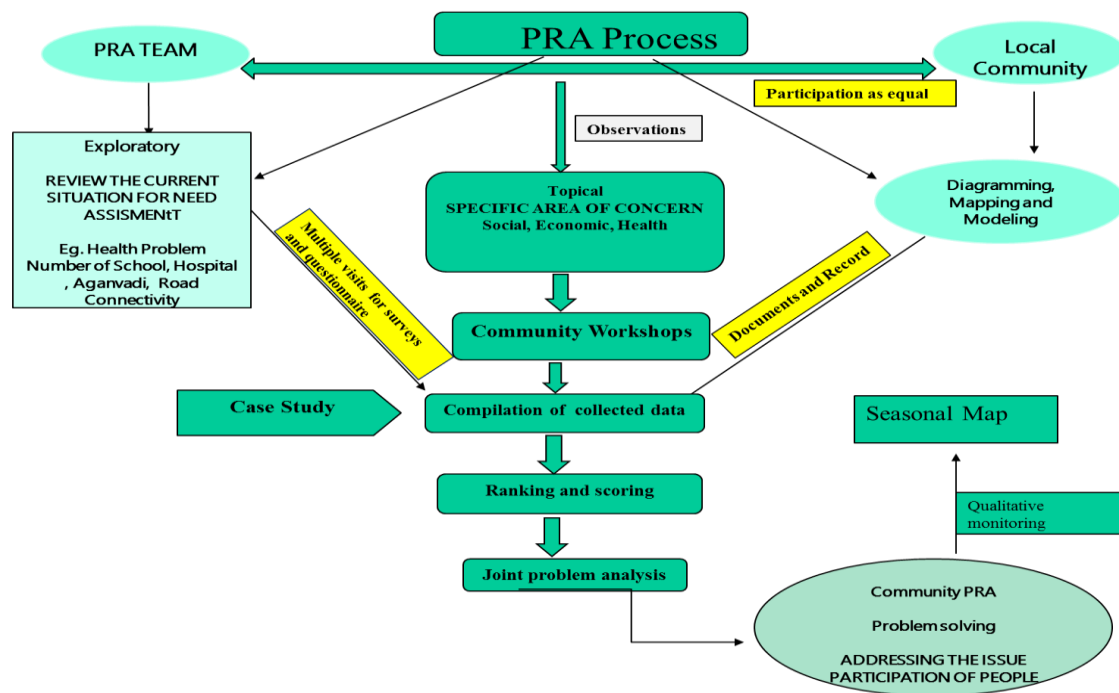 PRA Process
PRA TEAM
Local
Community
Participation as equal
Observations
Exploratory
REVIEW THE CURRENT
SITUATION FOR NEED
ASSISMENtT
Eg. Health Problem
Number of School, Hospital
, Aganvadi, Road
Connectivity
Topical
SPECIFIC AREA OF CONCERN
Social, Economic, Health
Diagramming,
Mapping and
Modeling
Multiple visits for surveys
and questionnaire
Documents and Record
Community Workshops
Case Study
Compilation of collected data
Seasonal Map
Ranking and scoring
Qualitative
monitoring
Joint problem analysis
Community PRA
Problem solving
ADDRESSING THE ISSUE
PARTICIPATION OF PEOPLE